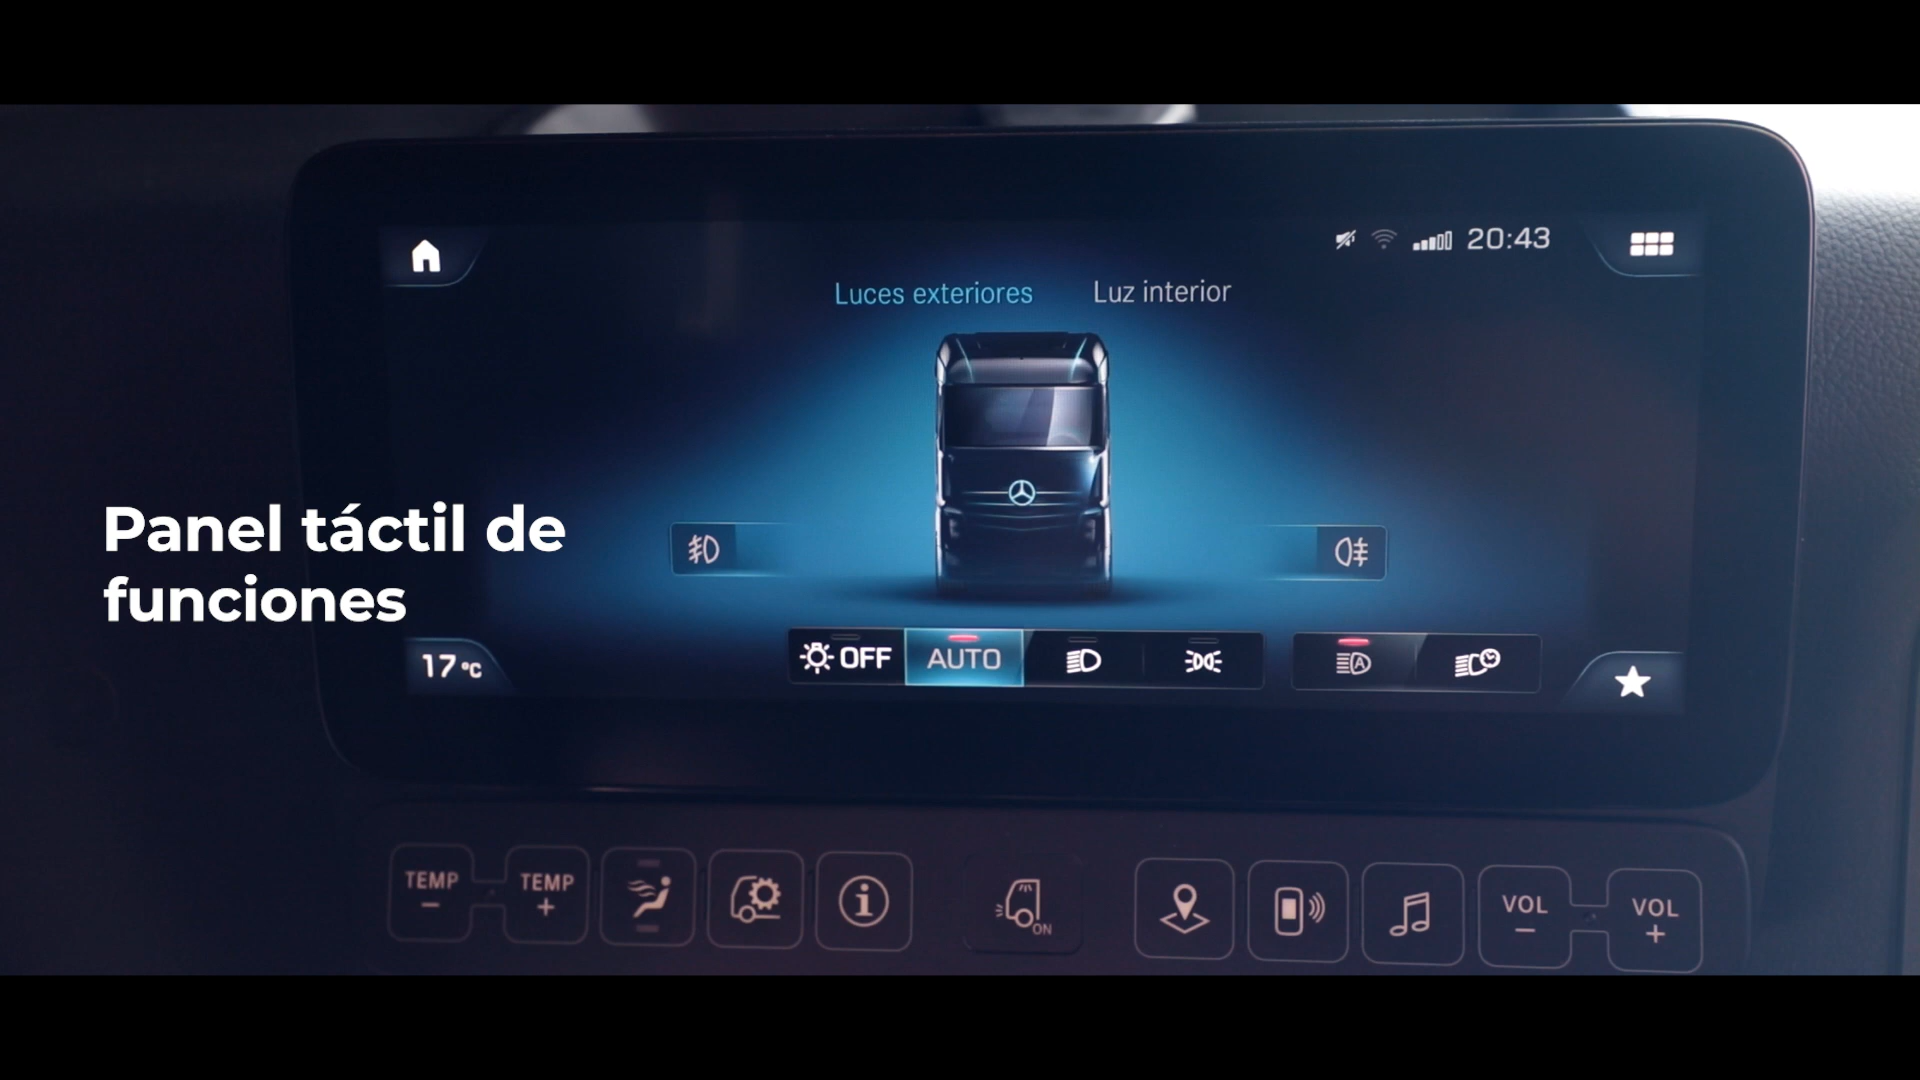 20:43
Luces exteriores
Luz interior
Panel táctil de
funciones
17°C
OFF
AUTO
A
TEMP
−
TEMP
+
i
ON
VOL
−
VOL
+